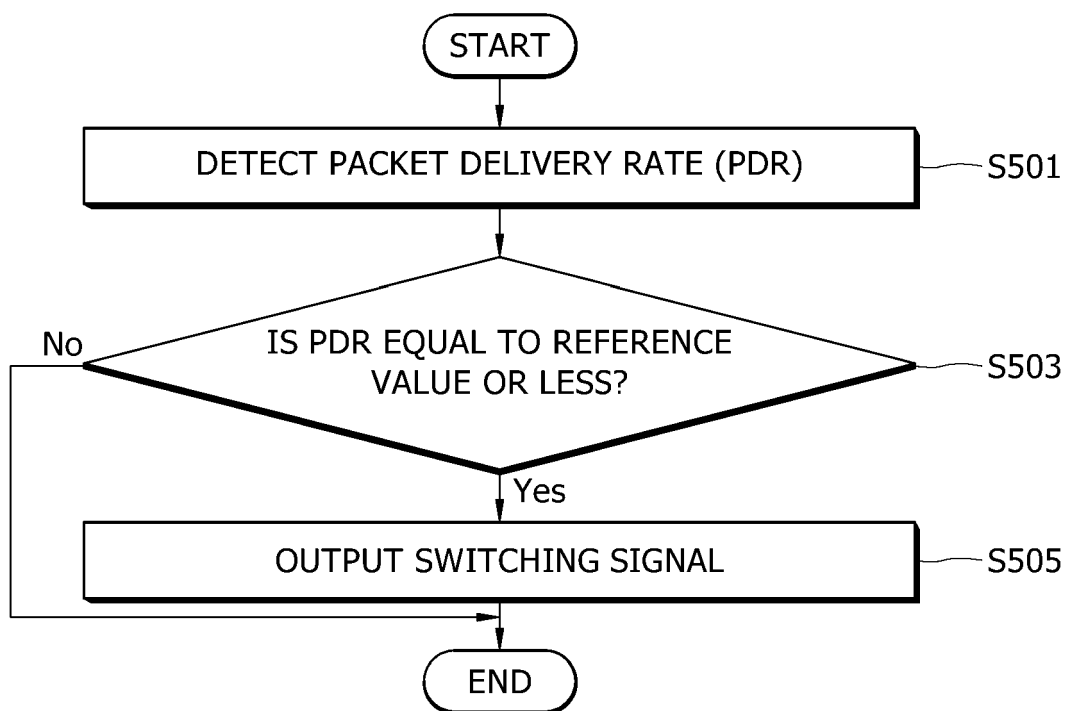 START
DETECT PACKET DELIVERY RATE (PDR)
S501
IS PDR EQUAL TO REFERENCE
VALUE OR LESS?
No
S503
Yes
OUTPUT SWITCHING SIGNAL
S505
END